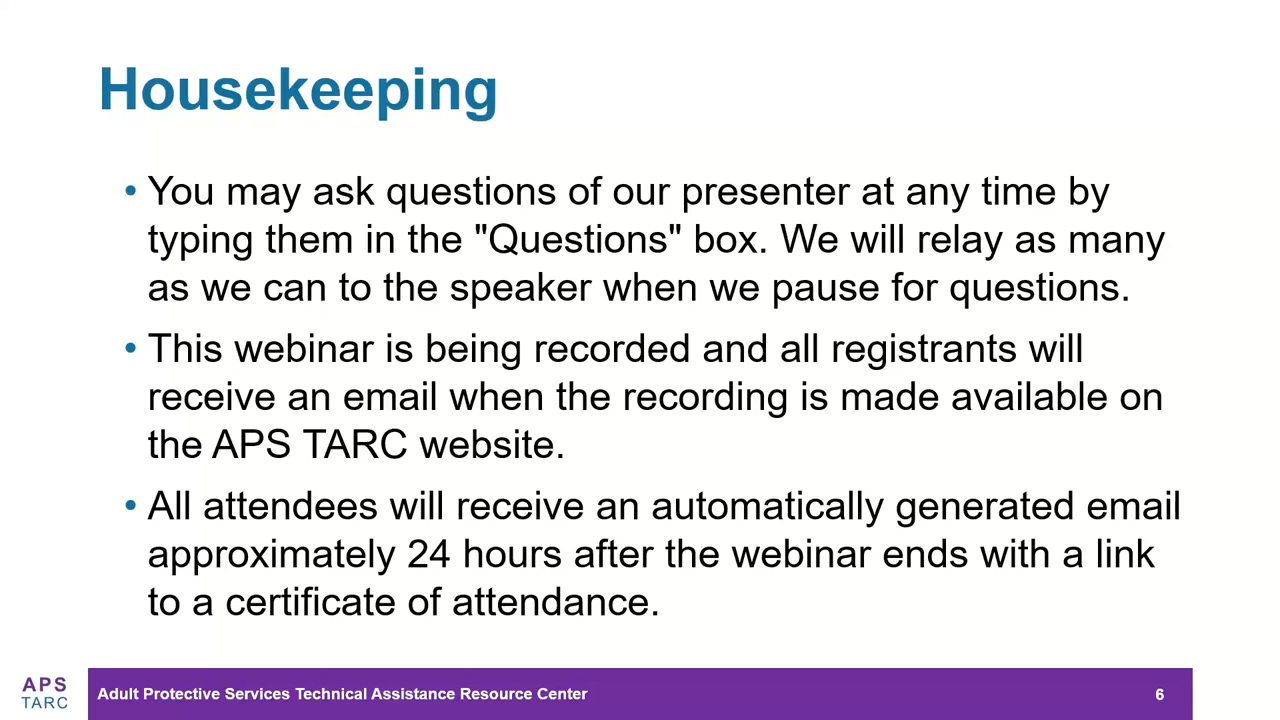 Housekeeping
• You may ask questions of our presenter at any time by
typing them in the "Questions" box. We will relay as many
as we can to the speaker when we pause for questions.
• This webinar is being recorded and all registrants will
receive an email when the recording is made available on
the APS TARC website.
• All attendees will receive an automatically generated email
approximately 24 hours after the webinar ends with a link
to a certificate of attendance.
APS
TARC
Adult Protective Services Technical Assistance Resource Center
6